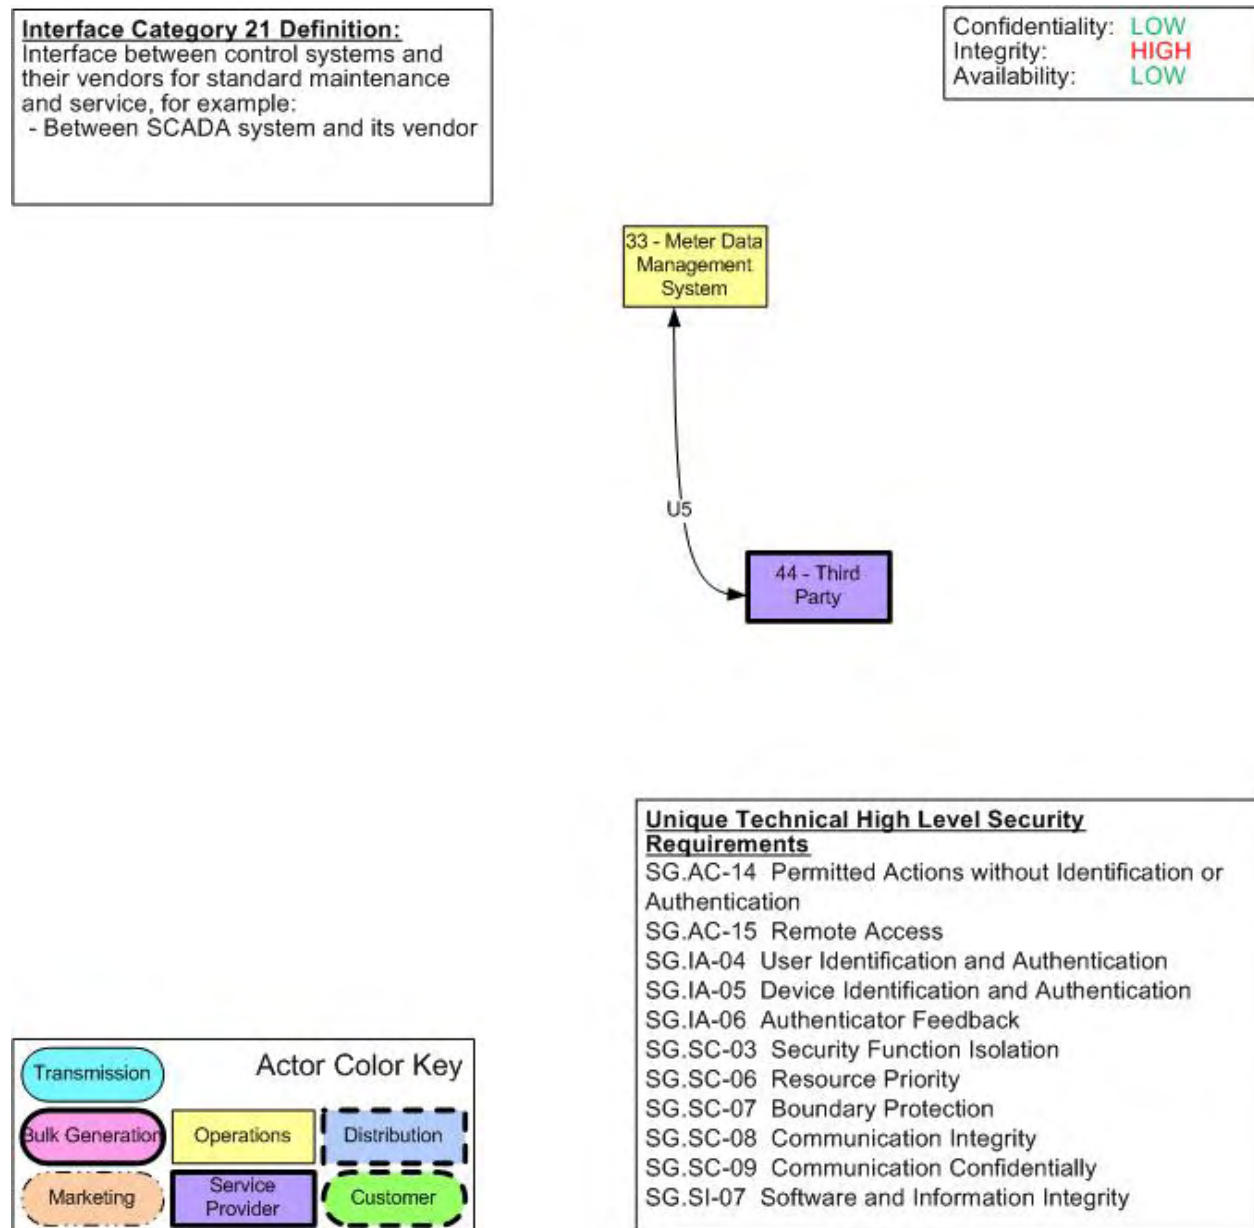 Interface Category 21 Definition:
Interface between control systems and
their vendors for standard maintenance
and service, for example:
- Between SCADA system and its vendor
Confidentiality: LOW
Integrity: HIGH
Availability: LOW
33 - Meter Data
Management
System
U5
44 - Third
Party
Unique Technical High Level Security
Requirements
SG.AC-14 Permitted Actions without Identification or
Authentication
SG.AC-15 Remote Access
SG.IA-04 User Identification and Authentication
SG.IA-05 Device Identification and Authentication
SG.IA-06 Authenticator Feedback
SG.SC-03 Security Function Isolation
SG.SC-06 Resource Priority
SG.SC-07 Boundary Protection
SG.SC-08 Communication Integrity
SG.SC-09 Communication Confidentially
SG.SI-07 Software and Information Integrity
Actor Color Key
Transmission
Bulk Generation
Operations
Distribution
Marketing
Service
Provider
Customer